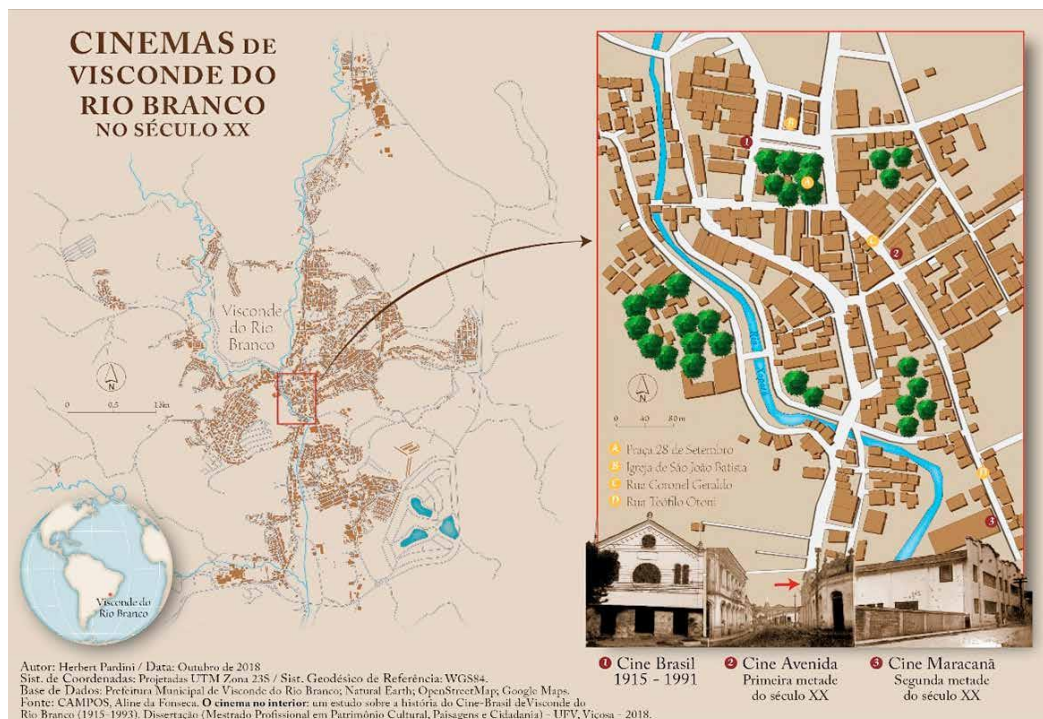 CINEMAS DE
VISCONDE DO
RIO BRANCO
NO SÉCULO XX
Visconde
do Rio
Branco
N
0 0,5 1,8km
Visconde do
Rio Branco
1
B
A
C
2
D
3
N
0 40 80 m
A Praça 28 de Setembro
B Igreja de São João Batista
C Rua Coronel Geraldo
D Rua Teófilo Otoni
1 Cine Brasil
1915 - 1991
2 Cine Avenida
Primeira metade
do século XX
3 Cine Maracanã
Segunda metade
do século XX
Autor: Herbert Pardini / Data: Outubro de 2018
Sist. de Coordenadas: Projetadas UTM Zona 23S / Sist. Geodésico de Referência: WGS84.
Base de Dados: Prefeitura Municipal de Visconde do Rio Branco; Natural Earth; OpenStreetMap; Google Maps.
Fonte: CAMPOS, Aline da Fonseca. O cinema no interior: um estudo sobre a história do Cine-Brasil deVisconde do
Rio Branco (1915-1993). Dissertação (Mestrado Profissional em Patrimônio Cultural, Paisagens e Cidadania) - UFV, Viçosa - 2018.